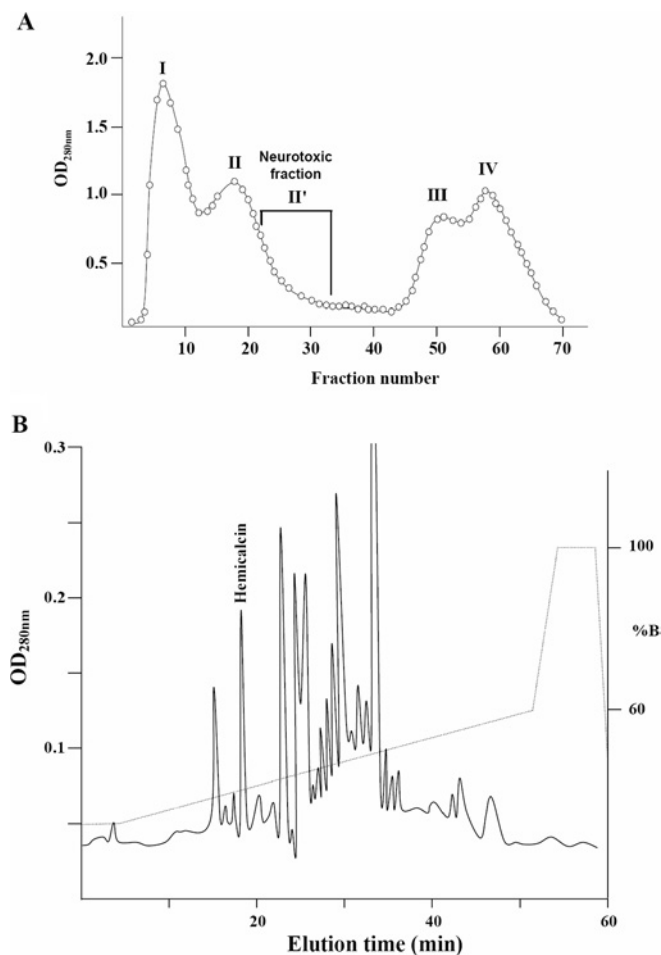 A
I
2.0
1.5
1.0
0.5
OD280nm
II
Neurotoxic
fraction
II'
III
IV
10 20 30 40 50 60 70
Fraction number
B
0.3
0.2
0.1
OD280nm
Hemicalcin
100
%B
60
20 40 60
Elution time (min)